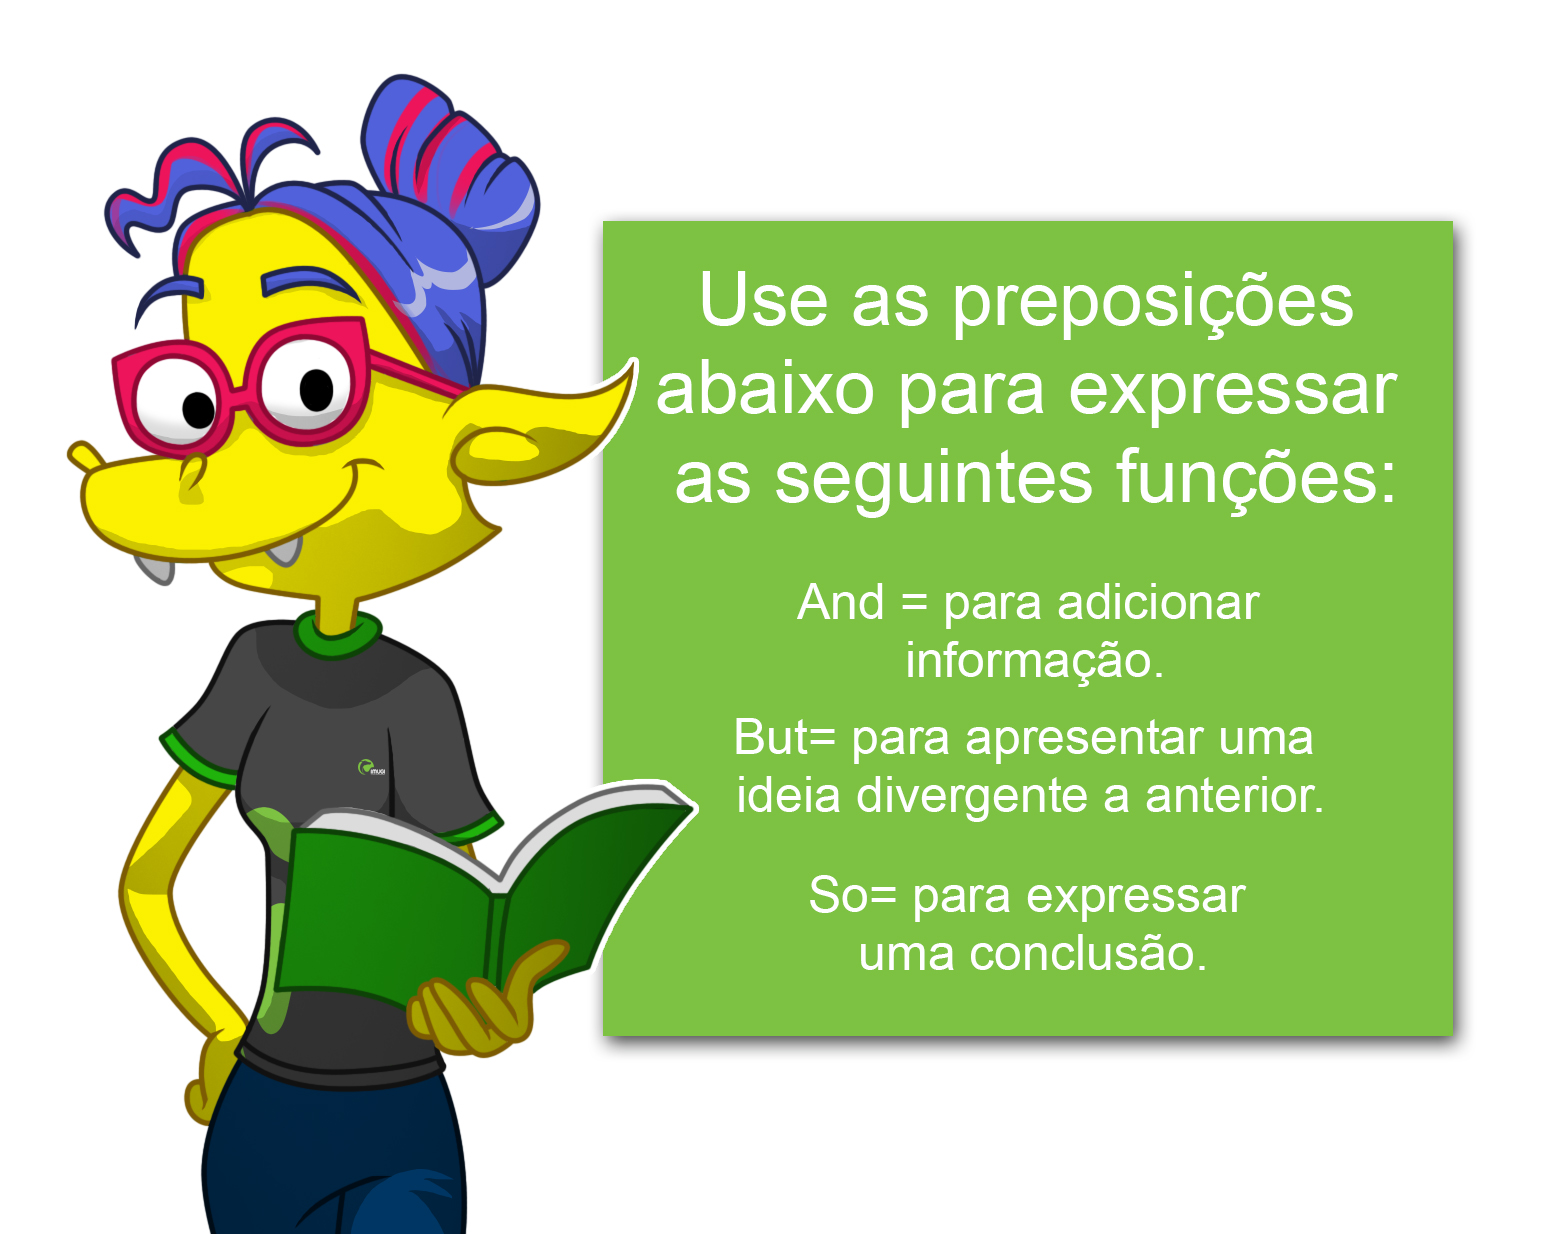 Use as preposições
abaixo para expressar
as seguintes funções:
And = para adicionar
informação.
But= para apresentar uma
ideia divergente a anterior.
So= para expressar
uma conclusão.
IMUGI